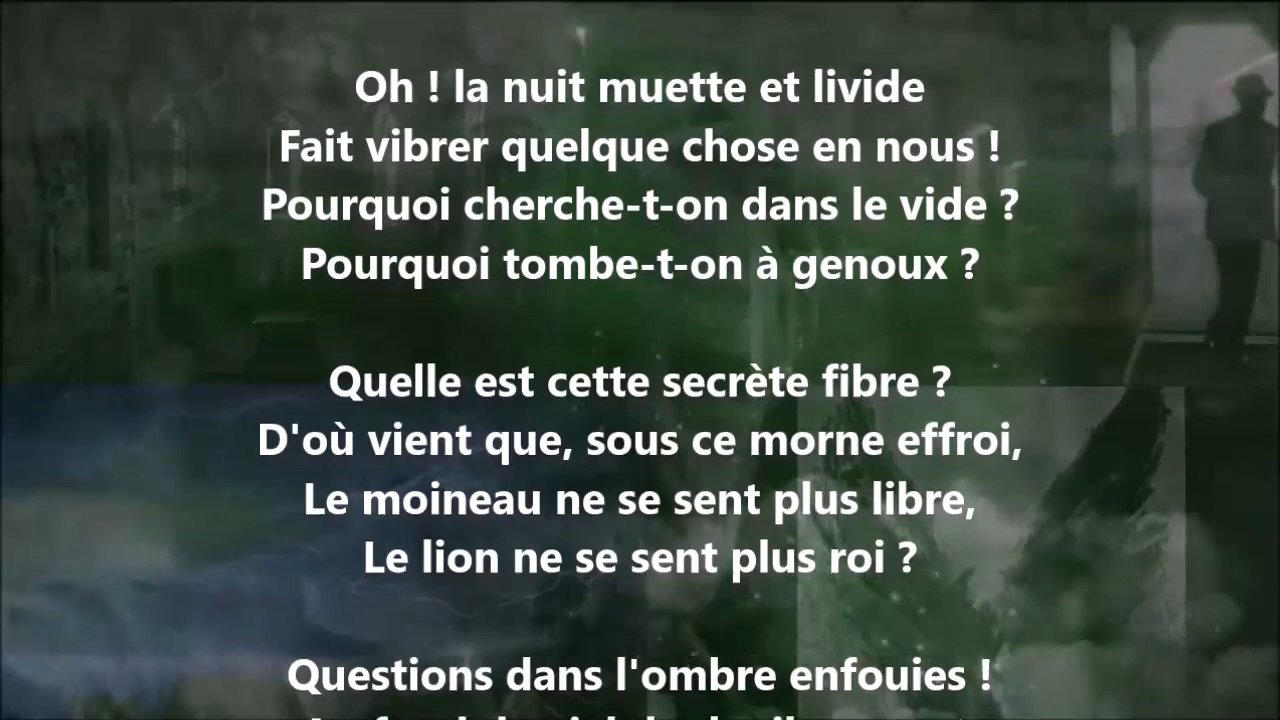 Oh ! la nuit muette et livide
Fait vibrer quelque chose en nous !
Pourquoi cherche-t-on dans le vide ?
Pourquoi tombe-t-on à genoux ?
Quelle est cette secrète fibre ?
D'où vient que, sous ce morne effroi,
Le moineau ne se sent plus libre,
Le lion ne se sent plus roi ?
Questions dans l'ombre enfouies !